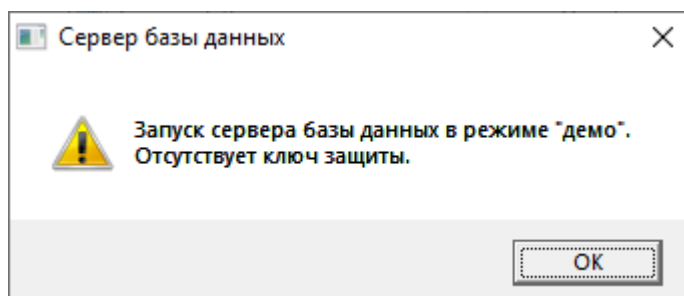 Сервер базы данных
Запуск сервера базы данных в режиме "демо".
Отсутствует ключ защиты.
OK